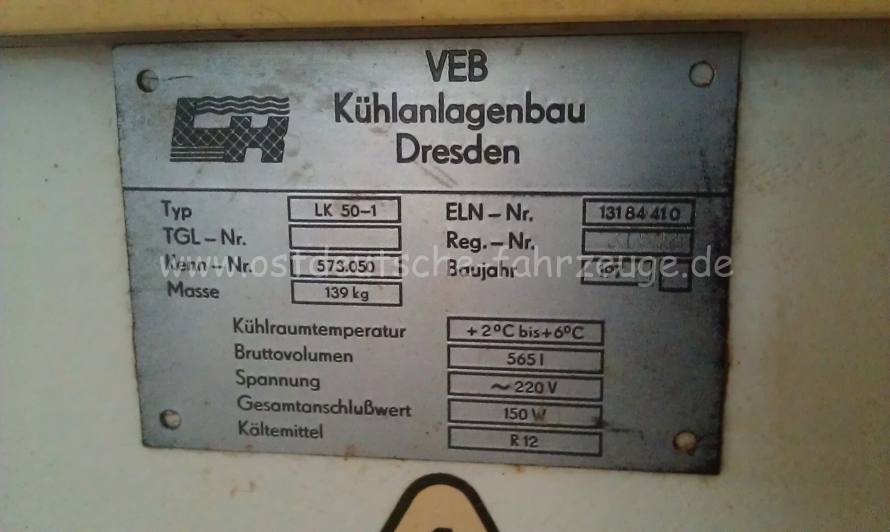 VEB
Kühlanlagenbau
Dresden
Typ LK 50-1
TGL-Nr.
Kenn-Nr. 573.050
Masse 139 kg
ELN-Nr. 131 84 41 0
Reg.-Nr.
Baujahr
www.ostdeutsche-fahrzeuge.de
Kühlraumtemperatur +2°C bis+6°C
Bruttovolumen 565 l
Spannung ~ 220 V
Gesamtanschlußwert 150 W
Kältemittel R 12